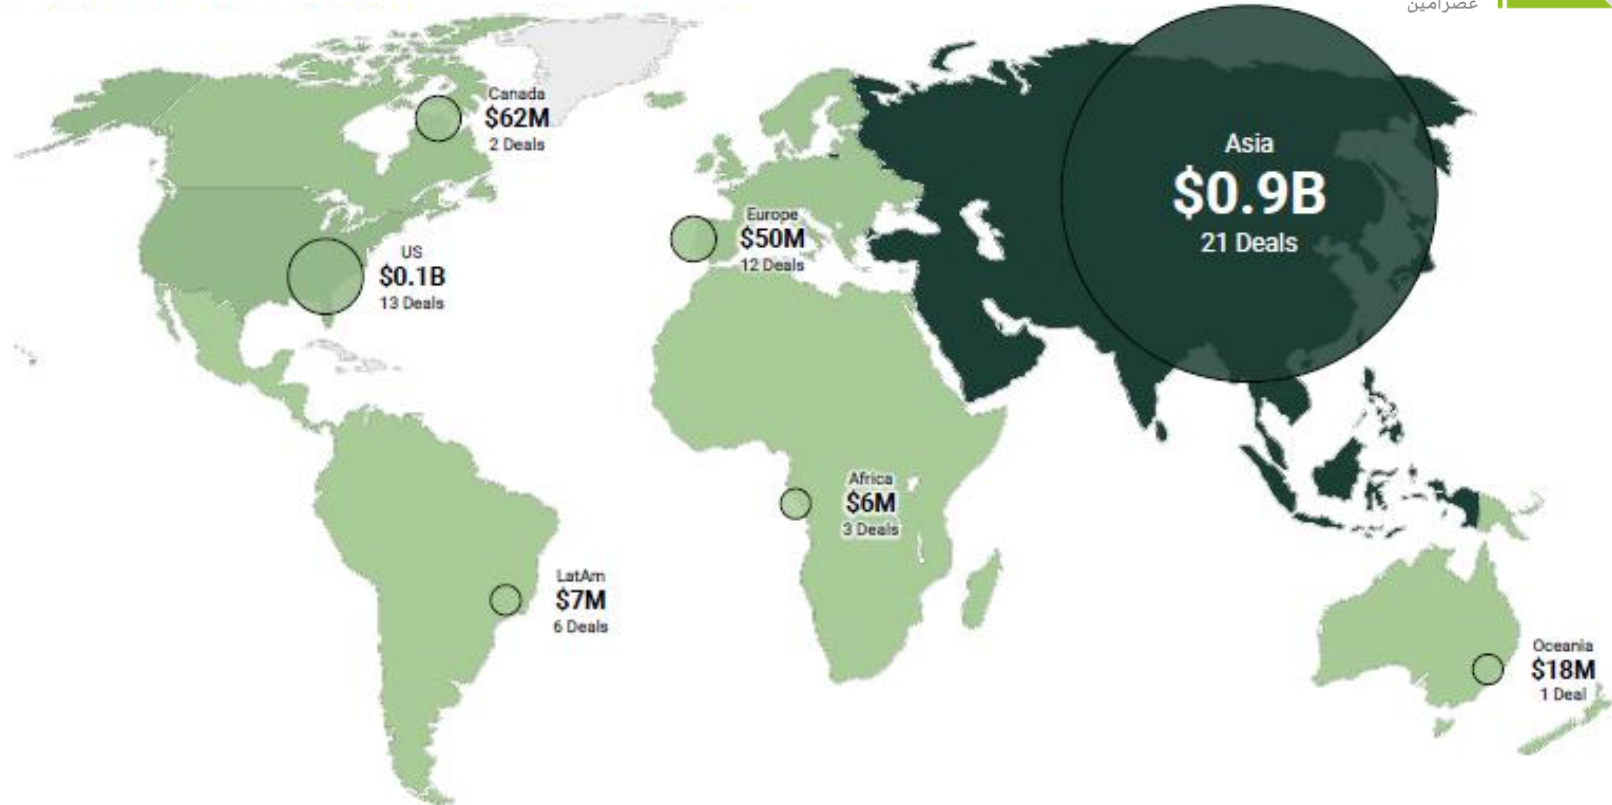 عصرامین
Canada
$62M
2 Deals
US
$0.1B
13 Deals
Europe
$50M
12 Deals
Asia
$0.9B
21 Deals
Africa
$6M
3 Deals
LatAm
$7M
6 Deals
Oceania
$18M
1 Deal